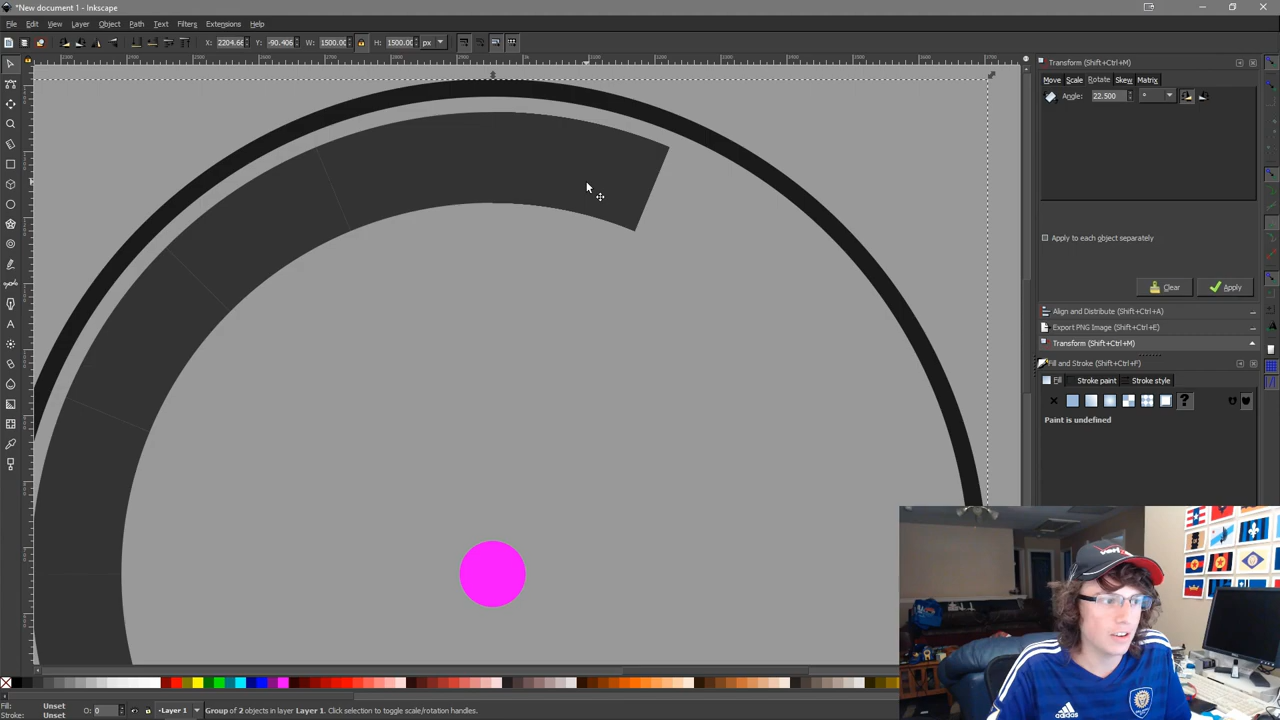 *New document 1 - Inkscape
File Edit View Layer Object Path Text Filters Extensions Help
X: 2204.66 Y: -90.406 W: 1500.00 H: 1500.00 px
Transform (Shift+Ctrl+M)
Move Scale Rotate Skew Matrix
Angle: 22.500 °
Apply to each object separately
Clear Apply
Align and Distribute (Shift+Ctrl+A)
Export PNG Image (Shift+Ctrl+E)
Transform (Shift+Ctrl+M)
Fill and Stroke (Shift+Ctrl+F)
Fill Stroke paint Stroke style
?
Paint is undefined
adidas
Fill: Unset
Stroke: Unset
O: 0 -Layer 1 Group of 2 objects in layer Layer 1. Click selection to toggle scale/rotation handles.